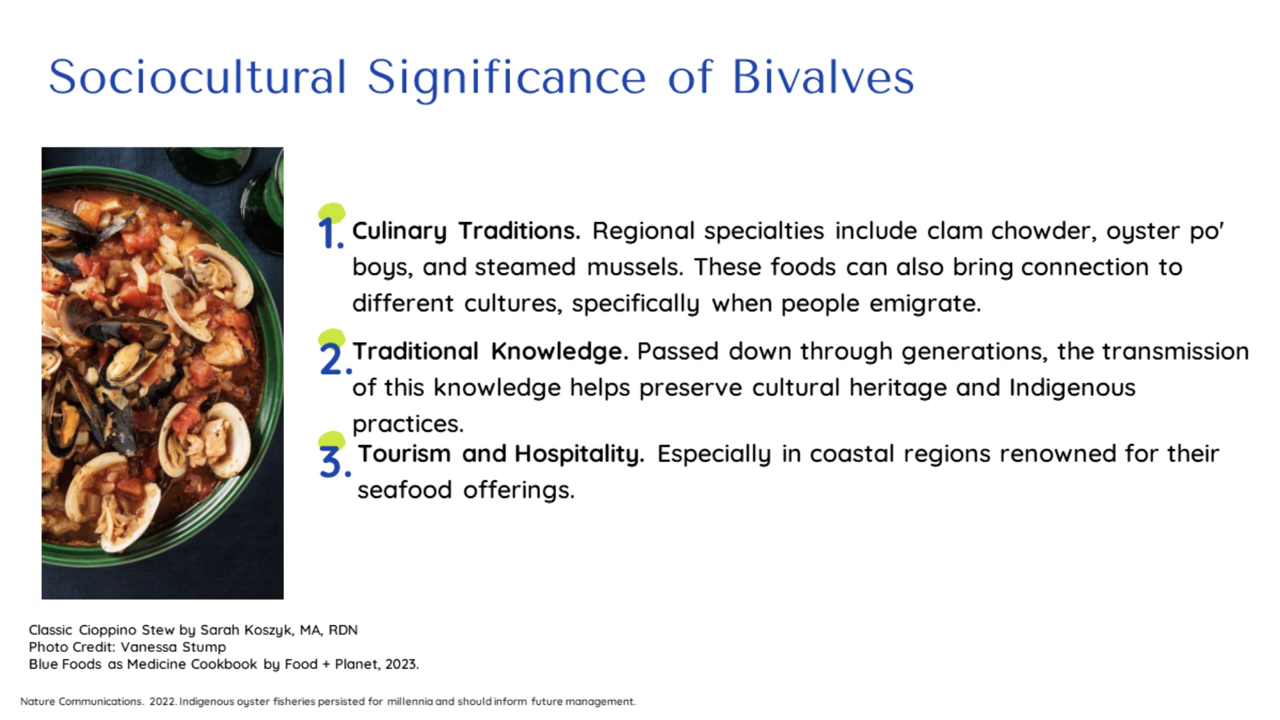 Sociocultural Significance of Bivalves
1. Culinary Traditions. Regional specialties include clam chowder, oyster po'
boys, and steamed mussels. These foods can also bring connection to
different cultures, specifically when people emigrate.
2. Traditional Knowledge. Passed down through generations, the transmission
of this knowledge helps preserve cultural heritage and Indigenous
practices.
3. Tourism and Hospitality. Especially in coastal regions renowned for their
seafood offerings.
Classic Cioppino Stew by Sarah Koszyk, MA, RDN
Photo Credit: Vanessa Stump
Blue Foods as Medicine Cookbook by Food + Planet, 2023.
Nature Communications. 2022. Indigenous oyster fisheries persisted for millennia and should inform future management.